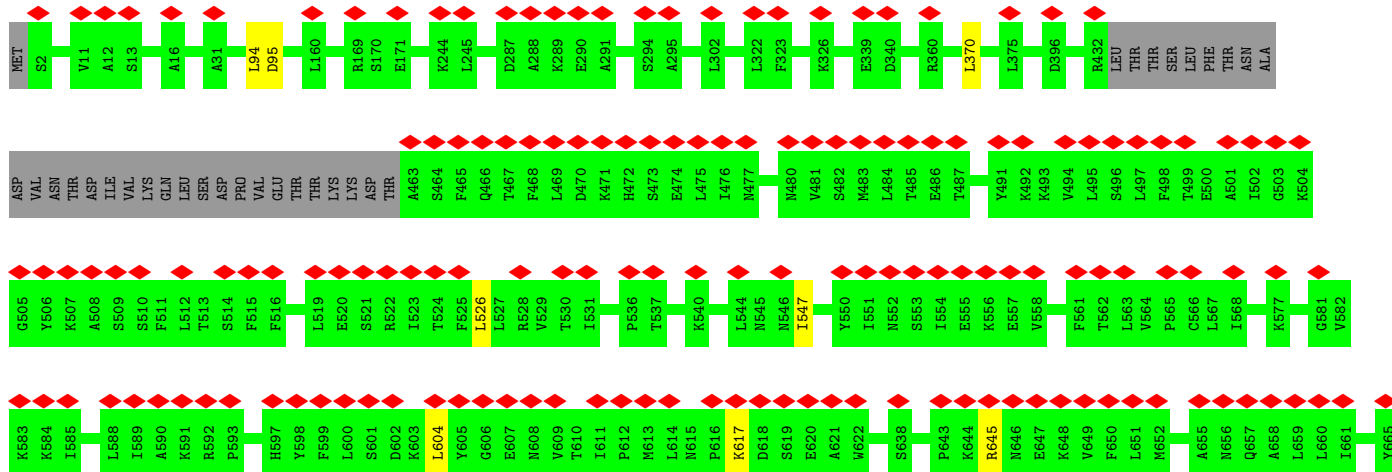 MET S2 V11 A12 S13 A16 A31 L94 D95 L160 R169 S170 E171 K244 L245 D287 A288 K289 E290 A291 S294 A295 L302 L322 F323 K326 E339 D340 R360 L370 L375 D396 R432 LEU THR THR SER LEU PHE THR ASN ALA
ASP VAL ASN THR ASP ILE VAL LYS GLN LEU SER ASP PRO VAL GLU THR THR LYS LYS ASP THR A463 S464 F465 Q466 T467 F468 L469 D470 K471 H472 S473 E474 L475 I476 N477 N480 V481 S482 M483 L484 T485 E486 T487 Y491 K492 K493 V494 L495 S496 L497 F498 T499 E500 A501 I502 G503 K504
G505 Y506 K507 A508 S509 S510 F511 L512 T513 S514 F515 F516 L519 E520 S521 R522 I523 T524 F525 L526 L527 R528 V529 T530 I531 P536 T537 K540 L544 N545 N546 I547 Y550 I551 N552 S553 I554 E555 K556 E557 V558 F561 T562 L563 V564 P565 C566 L567 I568 K577 G581 V582
K583 K584 I585 L588 I589 A590 K591 R592 P593 H597 Y598 F599 L600 S601 D602 K603 L604 Y605 G606 E607 N608 V609 T610 I611 P612 M613 L614 N615 P616 K617 D618 S619 E620 A621 W622 S638 P643 K644 R645 N646 E647 K648 V649 F650 L651 M652 A655 N656 Q657 A658 L659 L660 I661 Y665